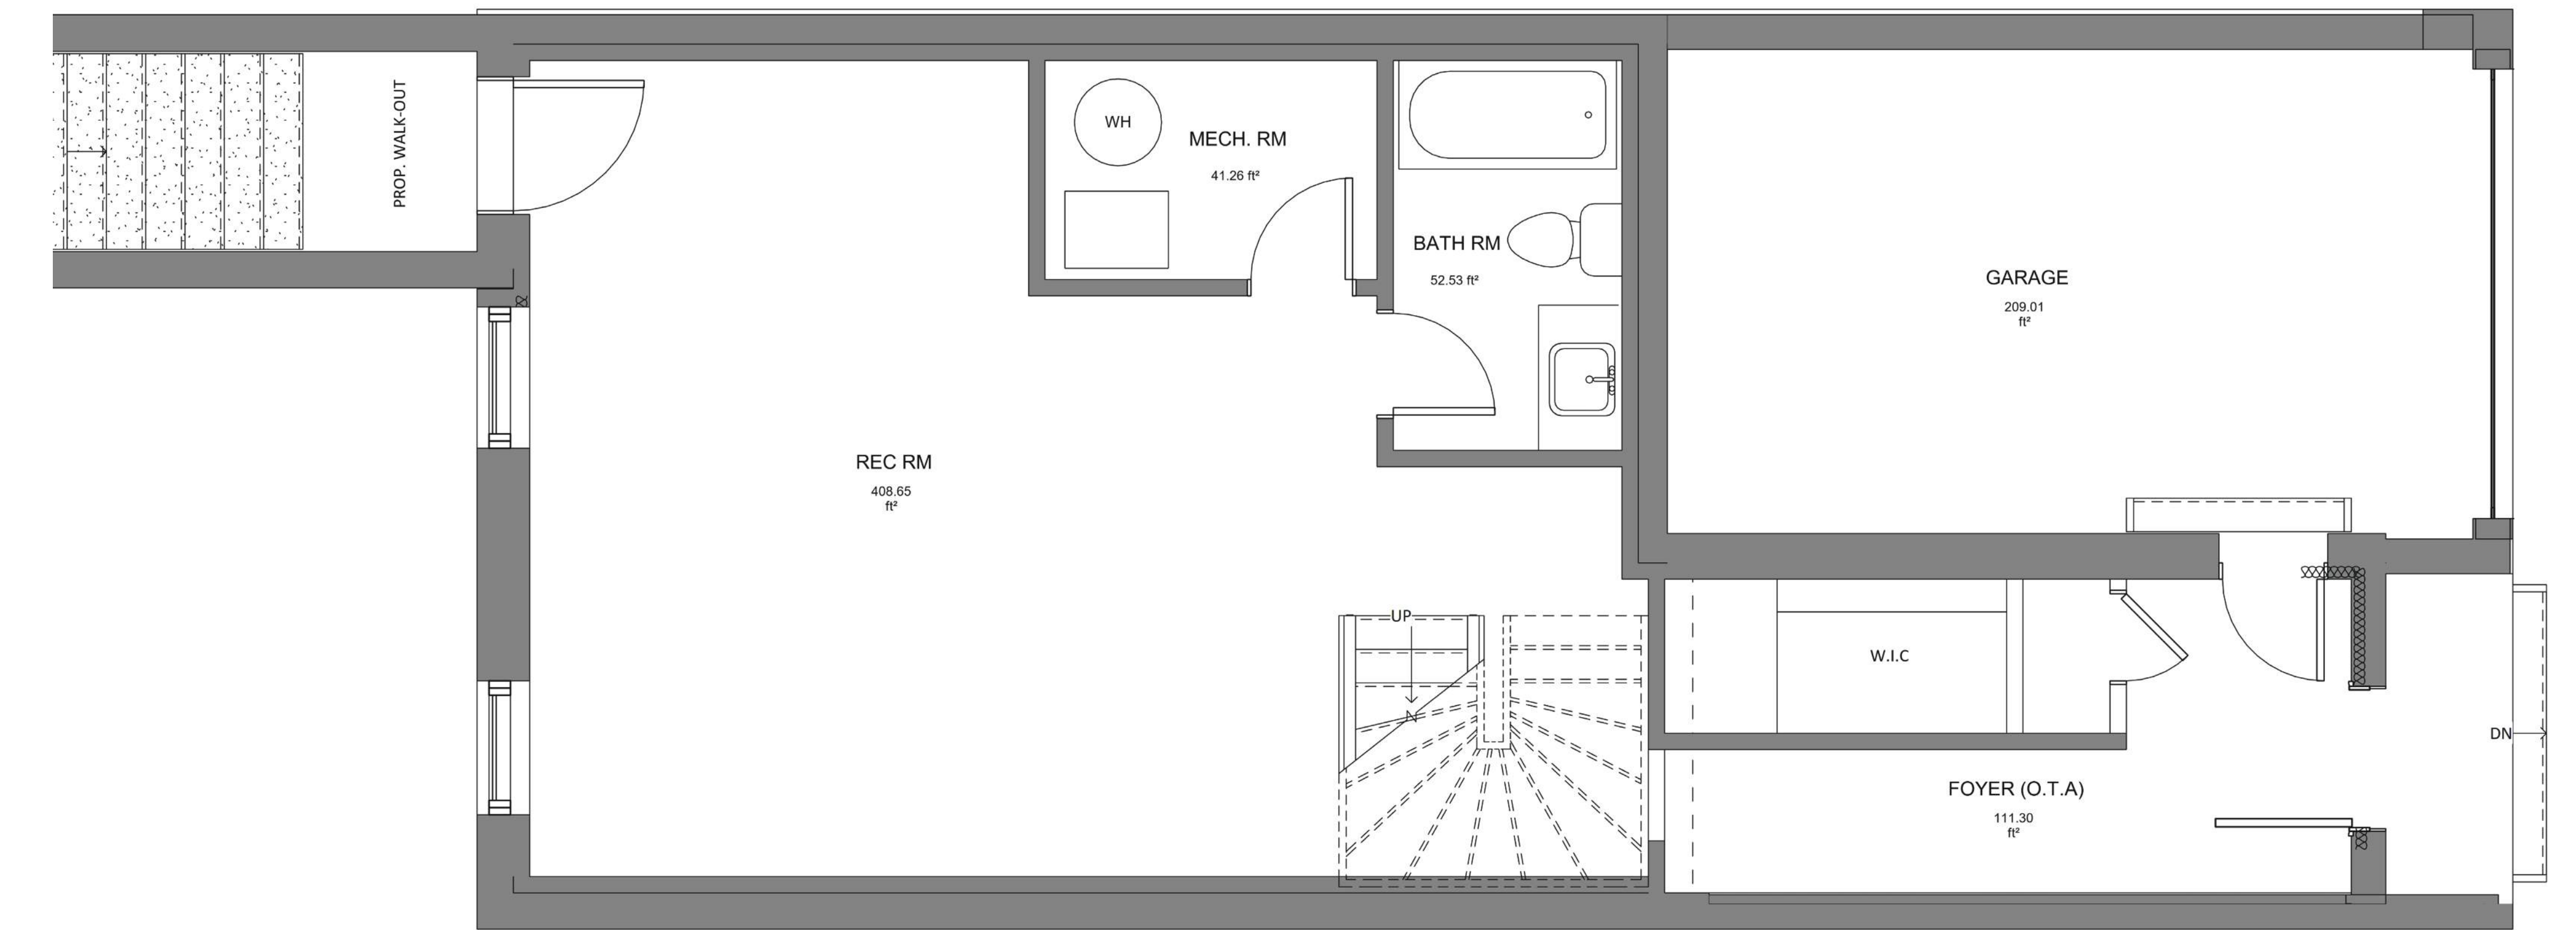 PROP. WALK-OUT
WH
MECH. RM
41.26 ft²
BATH RM
52.53 ft²
GARAGE
209.01
ft²
REC RM
408.65
ft²
UP
W.I.C
DN
FOYER (O.T.A)
111.30
ft²